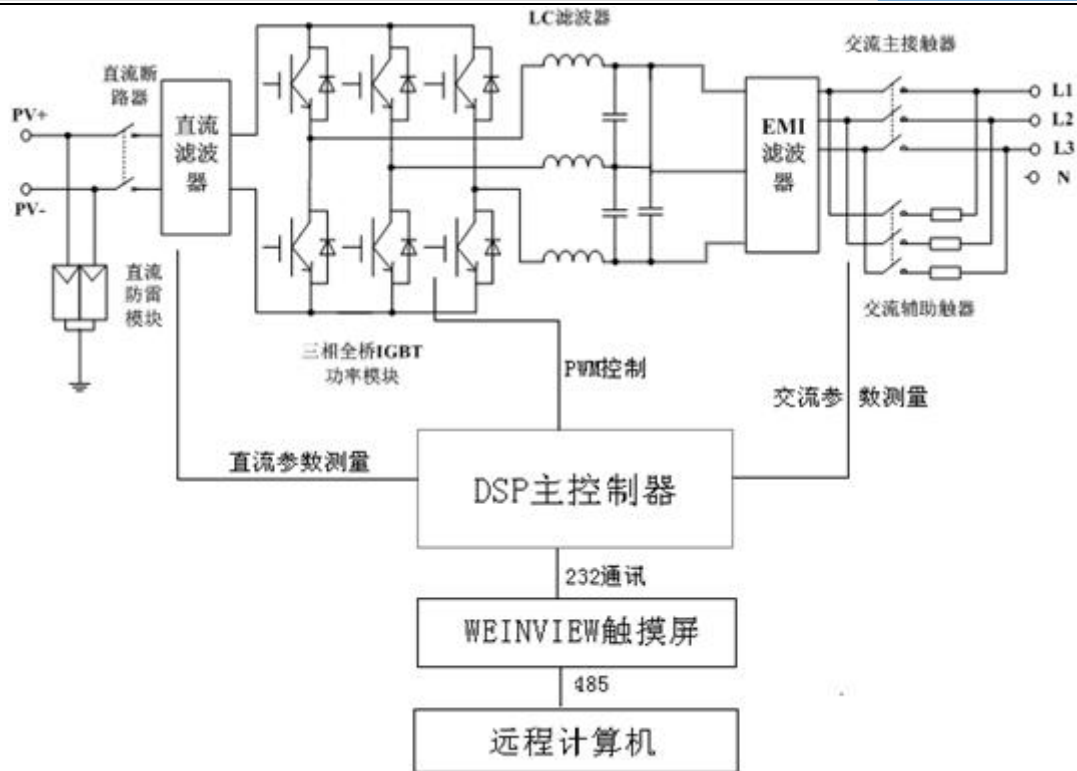 LC滤波器
交流主接触器
直流断
路器
PV+
PV-
直流
滤波
器
EMI
滤波
器
L1
L2
L3
N
直流
防雷
模块
三相全桥IGBT
功率模块
PWM控制
交流辅助触器
交流参 数测量
直流参数测量
DSP主控制器
232通讯
WEINVIEW触摸屏
485
远程计算机